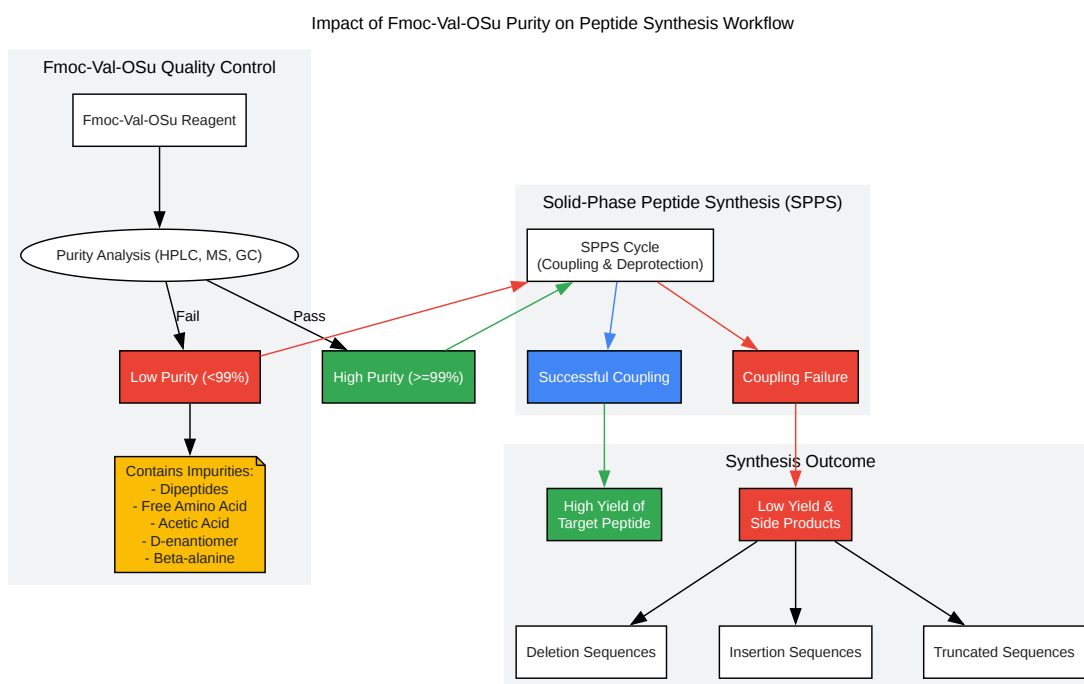 Impact of Fmoc-Val-OSu Purity on Peptide Synthesis Workflow
Fmoc-Val-OSu Quality Control
Fmoc-Val-OSu Reagent
Purity Analysis (HPLC, MS, GC)
Fail
Pass
Low Purity (<99%)
High Purity (>=99%)
Contains Impurities:
- Dipeptides
- Free Amino Acid
- Acetic Acid
- D-enantiomer
- Beta-alanine
Solid-Phase Peptide Synthesis (SPPS)
SPPS Cycle
(Coupling & Deprotection)
Successful Coupling
Coupling Failure
Synthesis Outcome
High Yield of
Target Peptide
Low Yield &
Side Products
Deletion Sequences
Insertion Sequences
Truncated Sequences